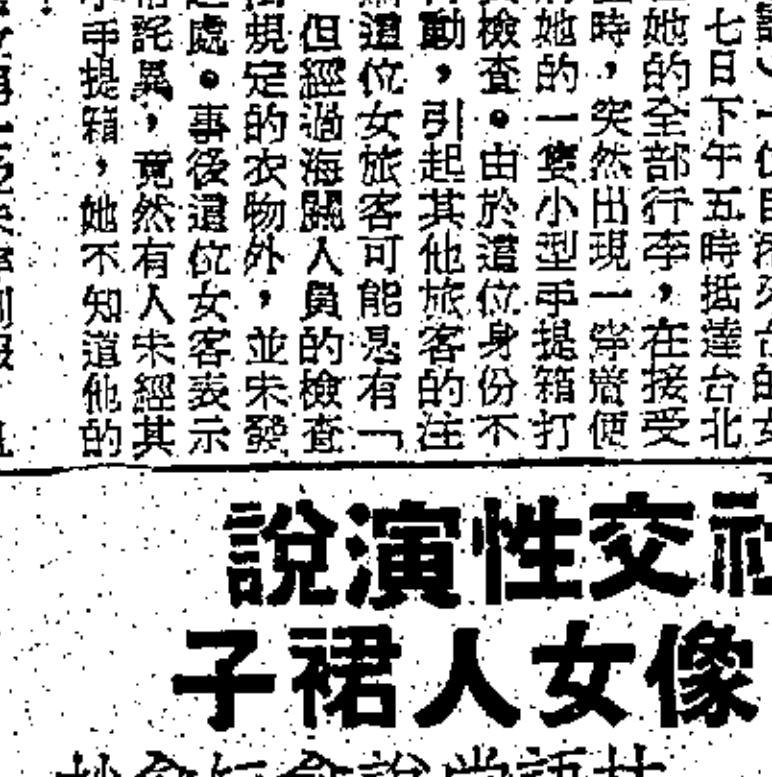 七日下午五時抵達台北
她的全部行李，在接受
時，突然出現一
她的一隻小型手提箱打
檢查。由於這位身份不
動，引起其他旅客的注
這位女旅客可能患有「
但經過海關人員的檢查
規定的衣物外，並未發
處。事後這位女客表示
詫異，竟然有人未經其
手提箱，她不知道他的
社交性演說
像女人裙子